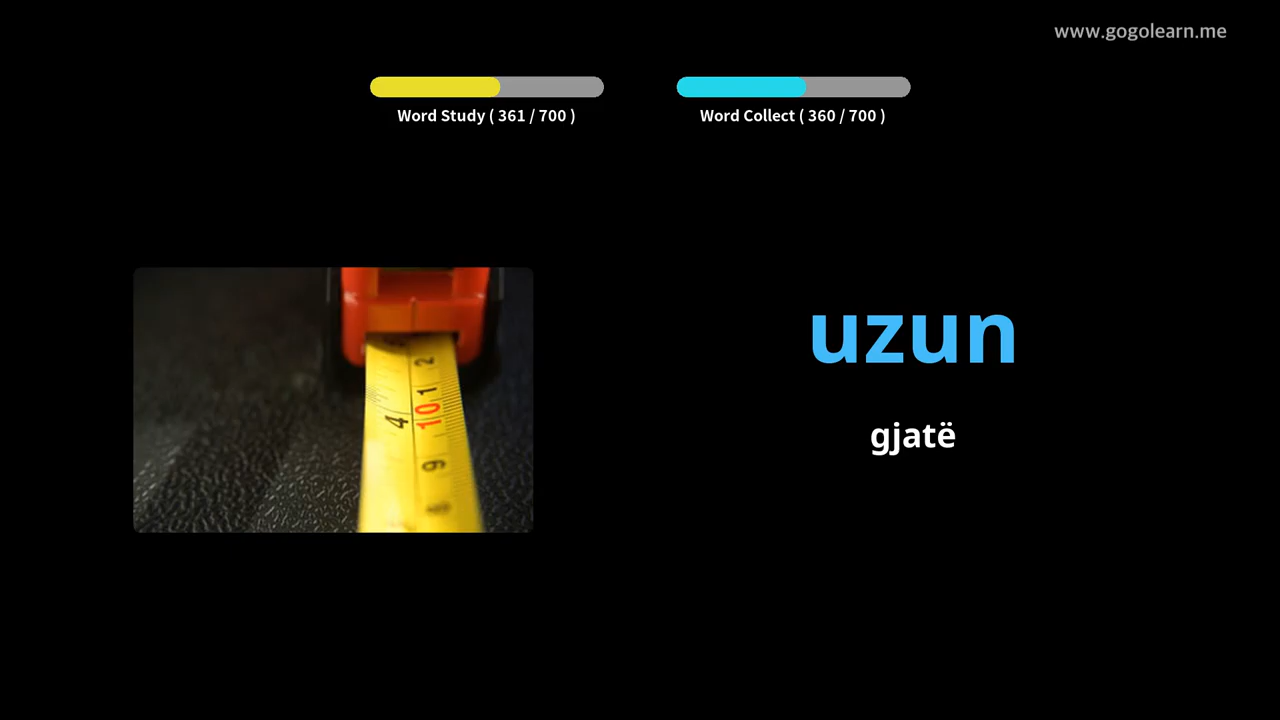 www.gogolearn.me
Word Study ( 361 / 700 )
Word Collect ( 360 / 700 )
2
1
10
4
9
uzun
gjatë